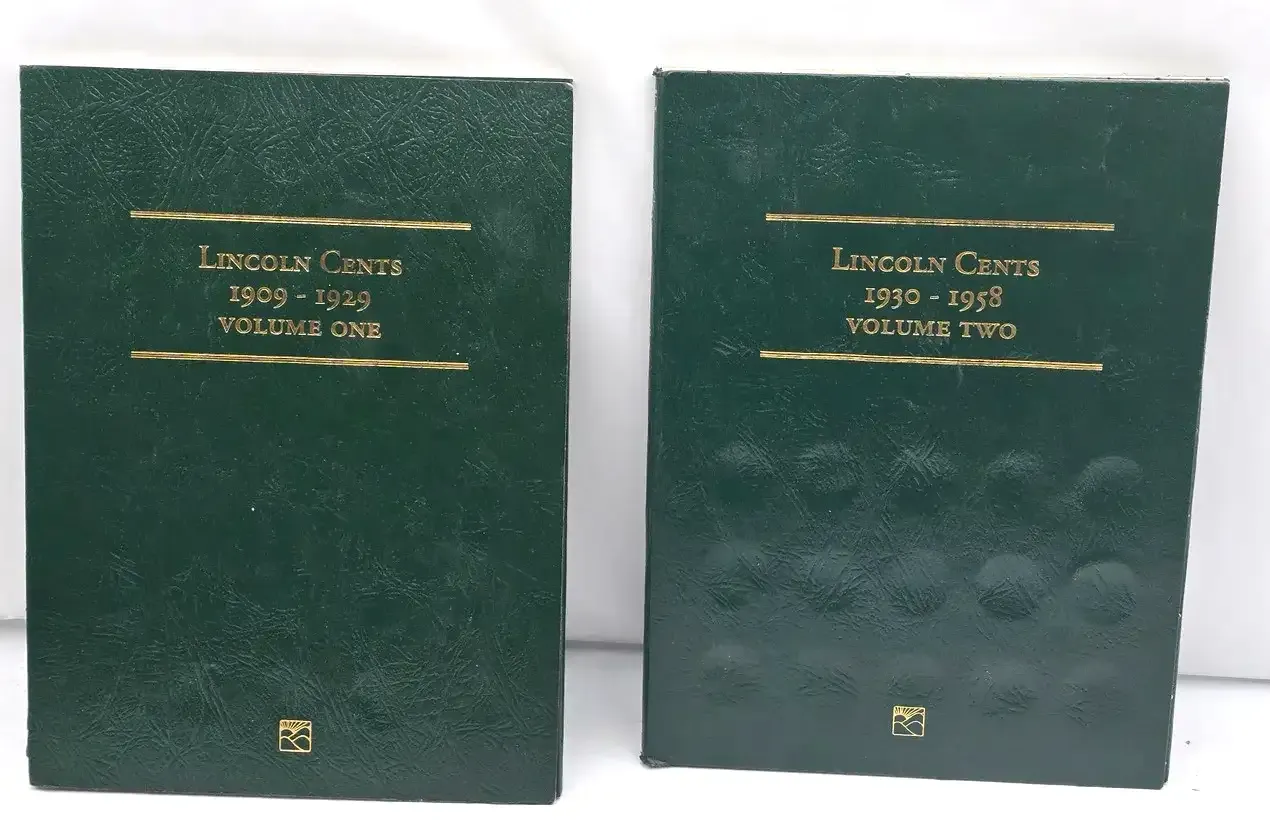 Lincoln Cents
1909 - 1929
Volume One
Lincoln Cents
1930 - 1958
Volume Two